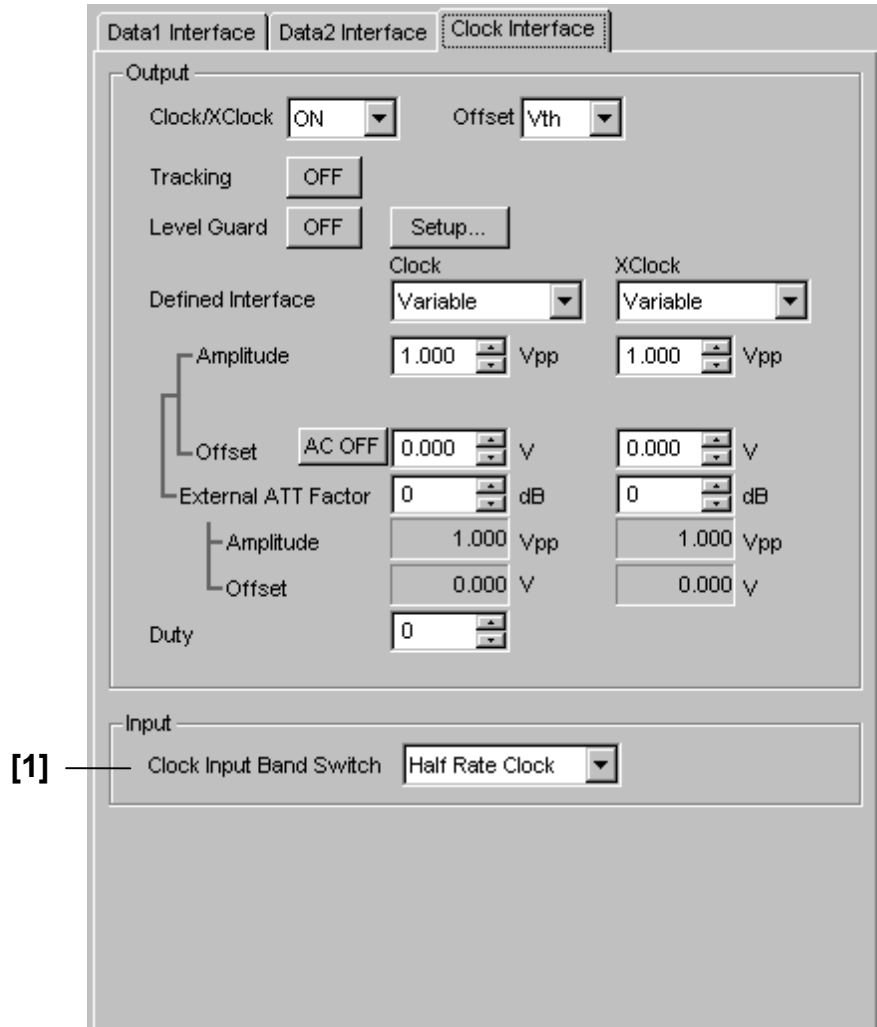 Data1 Interface Data2 Interface Clock Interface
Output
Clock/XClock ON Offset Vth
Tracking OFF
Level Guard OFF Setup...
Clock XClock
Defined Interface Variable Variable
Amplitude 1.000 Vpp 1.000 Vpp
Offset AC OFF 0.000 V 0.000 V
External ATT Factor 0 dB 0 dB
Amplitude 1.000 Vpp 1.000 Vpp
Offset 0.000 V 0.000 V
Duty 0
Input
[1] Clock Input Band Switch Half Rate Clock